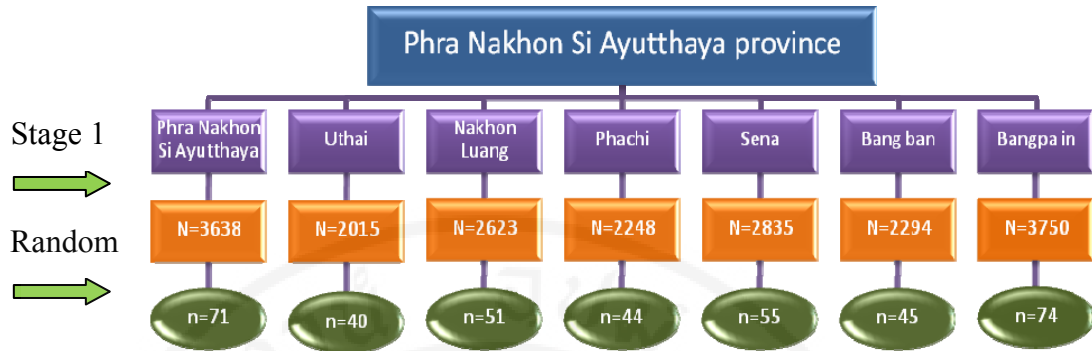 Phra Nakhon Si Ayutthaya province
Stage 1
Phra Nakhon
Si Ayutthaya
Uthai
Nakhon
Luang
Phachi
Sena
Bang ban
Bangpa in
Random
N=3638
N=2015
N=2623
N=2248
N=2835
N=2294
N=3750
n=71
n=40
n=51
n=44
n=55
n=45
n=74